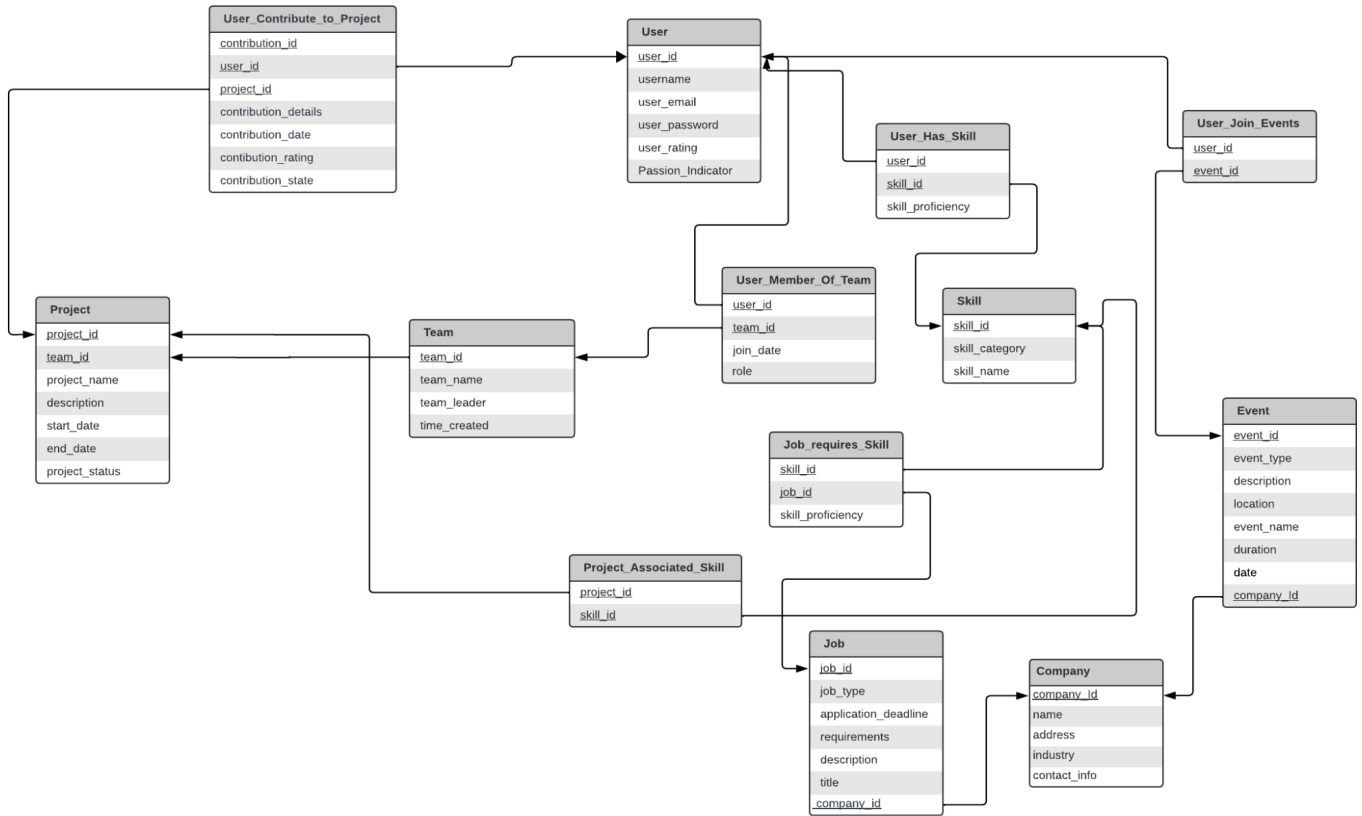 User_Contribute_to_Project
contribution_id
user_id
project_id
contribution_details
contribution_date
contibution_rating
contribution_state
User
user_id
username
user_email
user_password
user_rating
Passion_Indicator
User_Has_Skill
user_id
skill_id
skill_proficiency
User_Join_Events
user_id
event_id
Project
project_id
team_id
project_name
description
start_date
end_date
project_status
Team
team_id
team_name
team_leader
time_created
User_Member_Of_Team
user_id
team_id
join_date
role
Skill
skill_id
skill_category
skill_name
Job_requires_Skill
skill_id
job_id
skill_proficiency
Event
event_id
event_type
description
location
event_name
duration
date
company_Id
Project_Associated_Skill
project_id
skill_id
Job
job_id
job_type
application_deadline
requirements
description
title
company_id
Company
company_Id
name
address
industry
contact_info